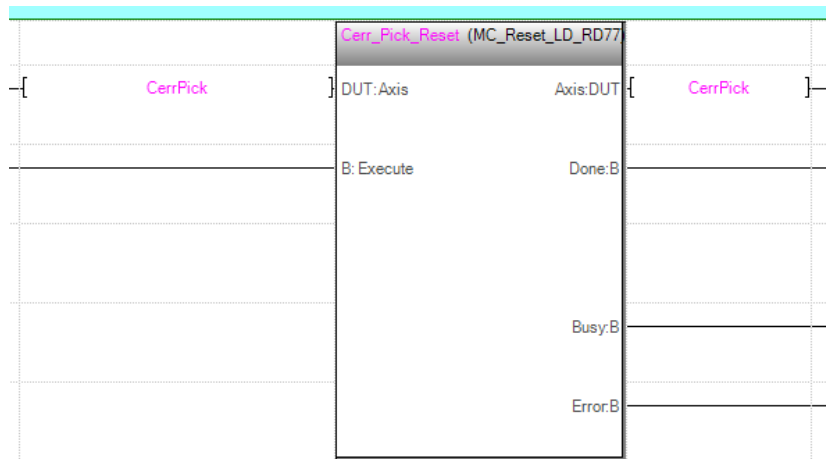 Cerr_Pick_Reset (MC_Reset_LD_RD77)
CerrPick DUT:Axis Axis:DUT CerrPick
B: Execute Done:B
Busy:B
Error:B